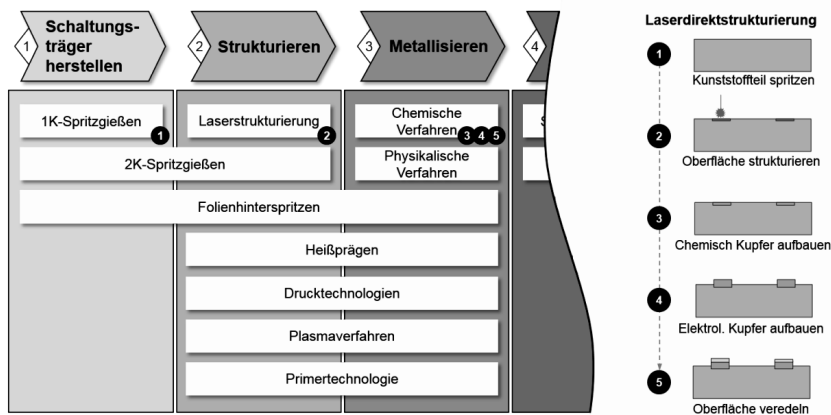 1
Schaltungs-
träger
herstellen
2
Strukturieren
3
Metallisieren
4
1K-Spritzgießen
1
Laserstrukturierung
2
Chemische
Verfahren
3 4 5
2K-Spritzgießen
Physikalische
Verfahren
Folienhinterspritzen
Heißprägen
Drucktechnologien
Plasmaverfahren
Primertechnologie
Laserdirektstrukturierung
1
Kunststoffteil spritzen
2
Oberfläche strukturieren
3
Chemisch Kupfer aufbauen
4
Elektrol. Kupfer aufbauen
5
Oberfläche veredeln